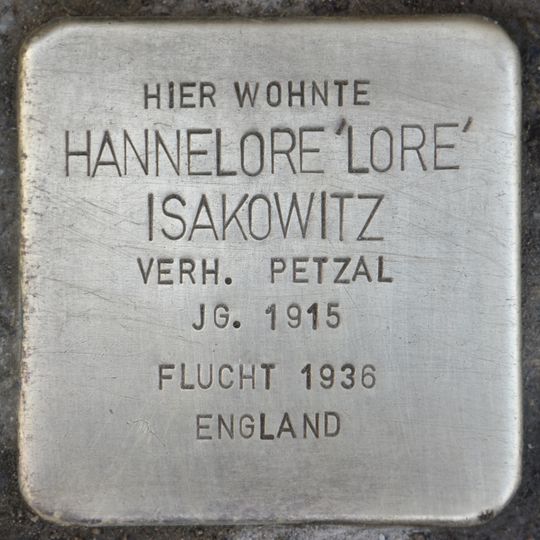 HIER WOHNTE
HANNELORE 'LORE'
ISAKOWITZ
VERH. PETZAL
JG. 1915
FLUCHT 1936
ENGLAND